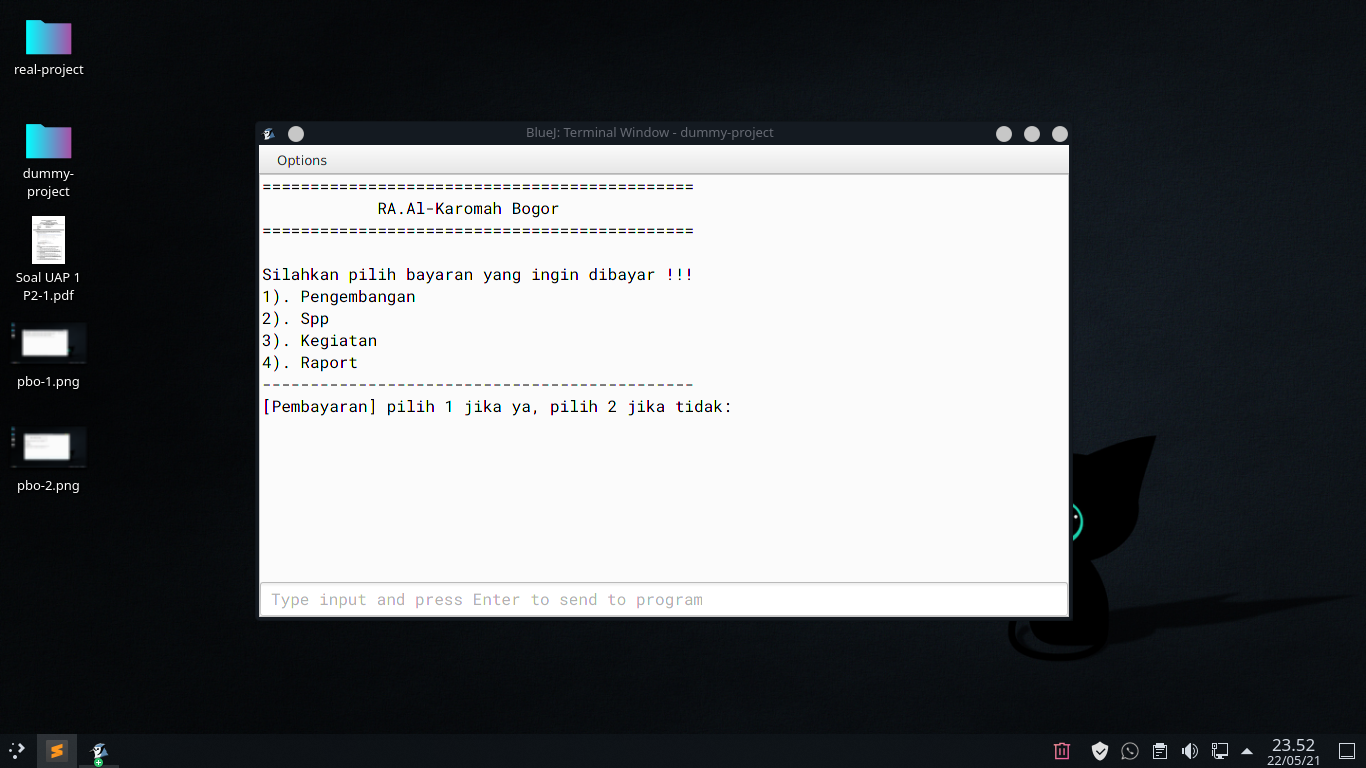 real-project
dummy-
project
Soal UAP 1
P2-1.pdf
pbo-1.png
pbo-2.png
BlueJ: Terminal Window - dummy-project
Options
=============================================
RA.Al-Karomah Bogor
=============================================
Silahkan pilih bayaran yang ingin dibayar !!!
1). Pengembangan
2). Spp
3). Kegiatan
4). Raport
---------------------------------------------
[Pembayaran] pilih 1 jika ya, pilih 2 jika tidak:
Type input and press Enter to send to program
23.52
22/05/21